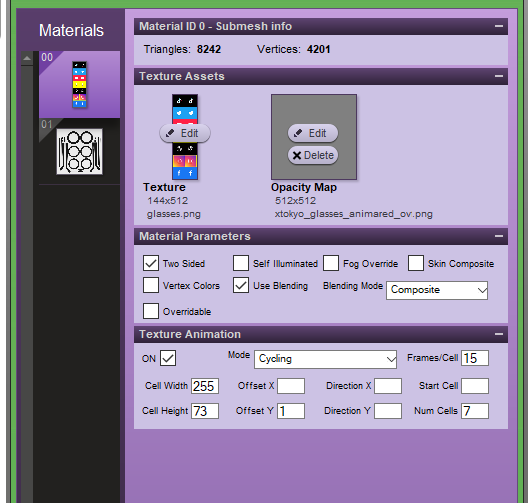 Materials
00
01
Material ID 0 - Submesh info
Triangles: 8242 Vertices: 4201
Texture Assets
Edit Edit
Delete
Texture Opacity Map
144x512 512x512
glasses.png xtokyo_glasses_animared_ov.png
Material Parameters
Two Sided Self Illuminated Fog Override Skin Composite
Vertex Colors Use Blending Blending Mode Composite
Overridable
Texture Animation
ON Mode Cycling Frames/Cell 15
Cell Width 255 Offset X Direction X Start Cell
Cell Height 73 Offset Y 1 Direction Y Num Cells 7